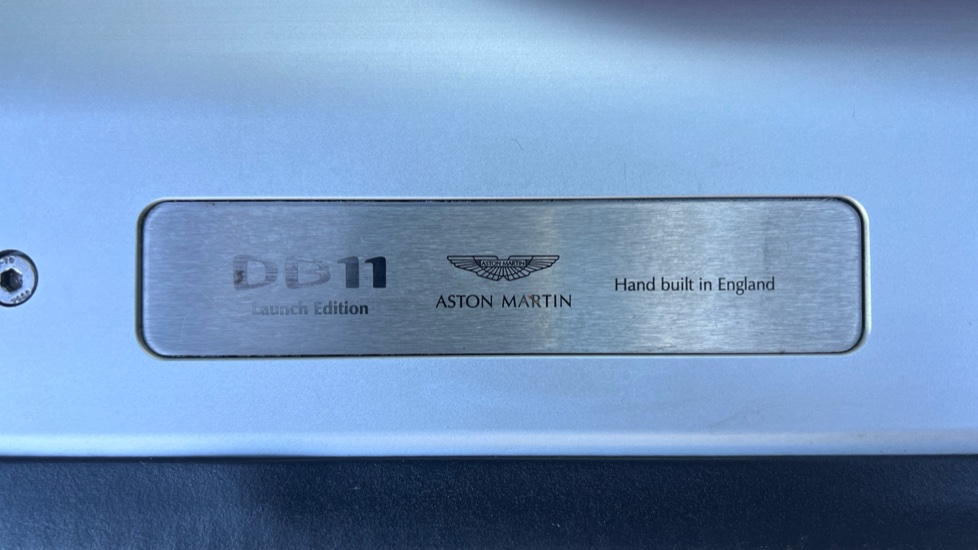 DB11
Launch Edition
ASTON MARTIN
ASTON MARTIN
Hand built in England